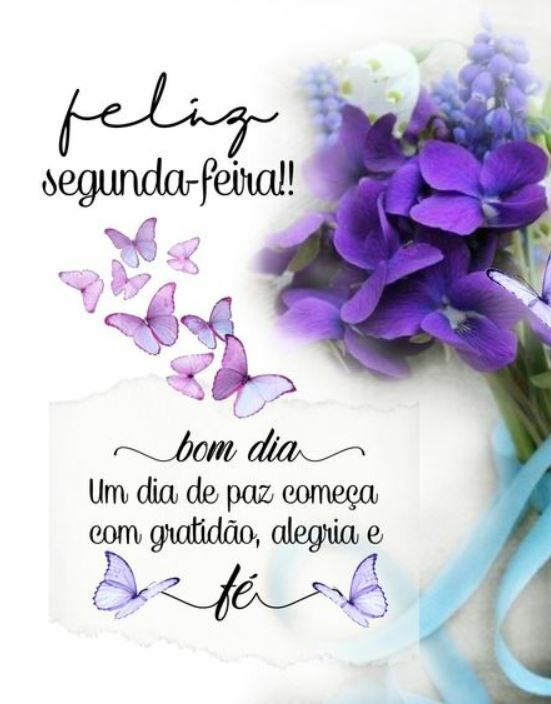 feliz
segunda-feira!!
bom dia
Um dia de paz começa
com gratidão, alegria e
fé